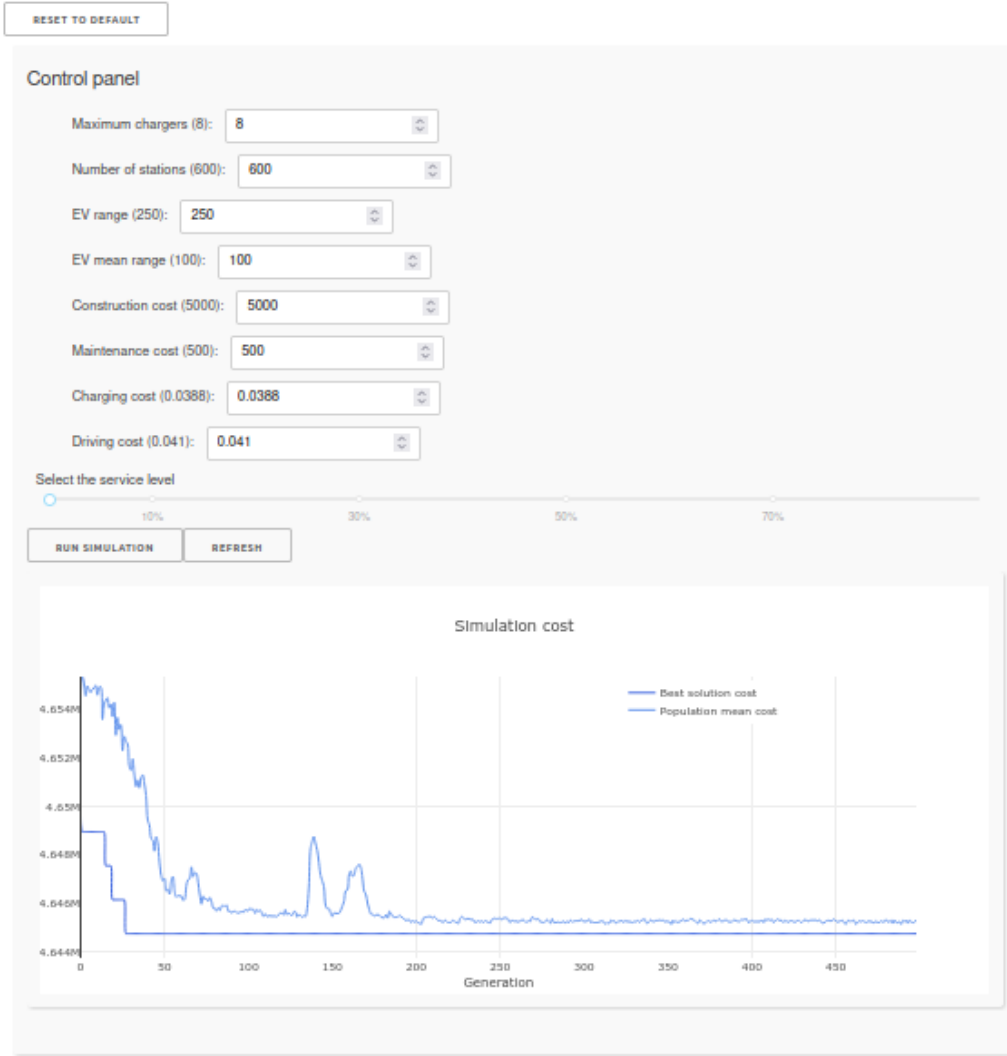 RESET TO DEFAULT
Control panel
Maximum chargers (8): 8
Number of stations (600): 600
EV range (250): 250
EV mean range (100): 100
Construction cost (5000): 5000
Maintenance cost (500): 500
Charging cost (0.0388): 0.0388
Driving cost (0.041): 0.041
Select the service level
10% 30% 50% 70%
RUN SIMULATION REFRESH
Simulation cost
Best solution cost
Population mean cost
4.654M
4.652M
4.65M
4.648M
4.646M
4.644M
0 50 100 150 200 250 300 350 400 450
Generation